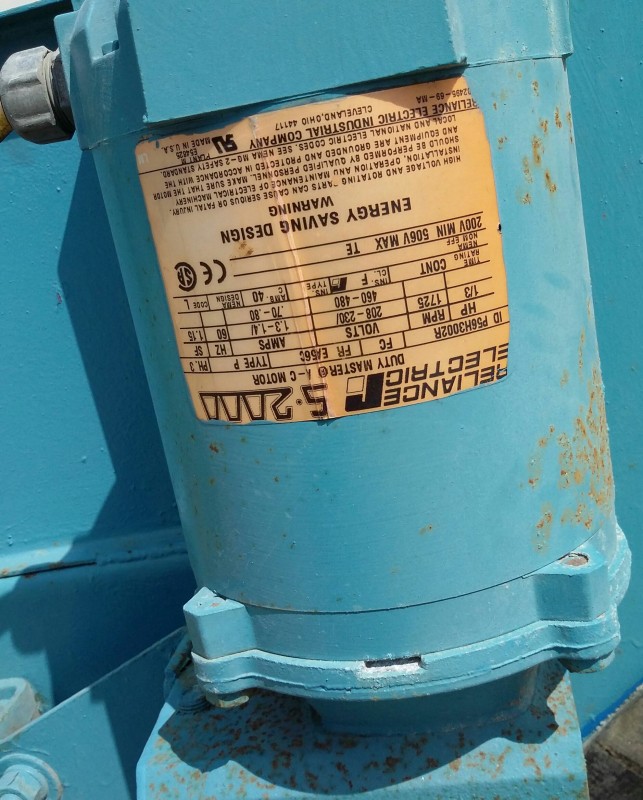 RELIANCE
ELECTRIC
S-2000
DUTY MASTER® A-C MOTOR
ID P56H3002R FC FR EA56C TYPE P PH. 3
HP RPM VOLTS AMPS HZ SF
1/3 1725 208-230/ 1.3-1.4/ 60 1.15
460-480 .70-.80
TIME
RATING CONT INS. CL. F INS. TYPE AMB °C 40 NEMA DESIGN CODE L
NEMA
NOM EFF
200V MIN 506V MAX TE
ENERGY SAVING DESIGN
WARNING
HIGH VOLTAGE AND ROTATING PARTS CAN CAUSE SERIOUS OR FATAL INJURY.
INSTALLATION, OPERATION, AND MAINTENANCE OF ELECTRICAL MACHINERY
SHOULD BE PERFORMED BY QUALIFIED PERSONNEL. MAKE SURE THAT THE MOTOR
AND EQUIPMENT ARE GROUNDED AND PROTECTED IN ACCORDANCE WITH THE
LOCAL AND NATIONAL ELECTRICAL CODES. SEE NEMA MG-2 SAFETY STANDARD.
RELIANCE ELECTRIC INDUSTRIAL COMPANY MADE IN U.S.A.
CLEVELAND, OHIO 44117